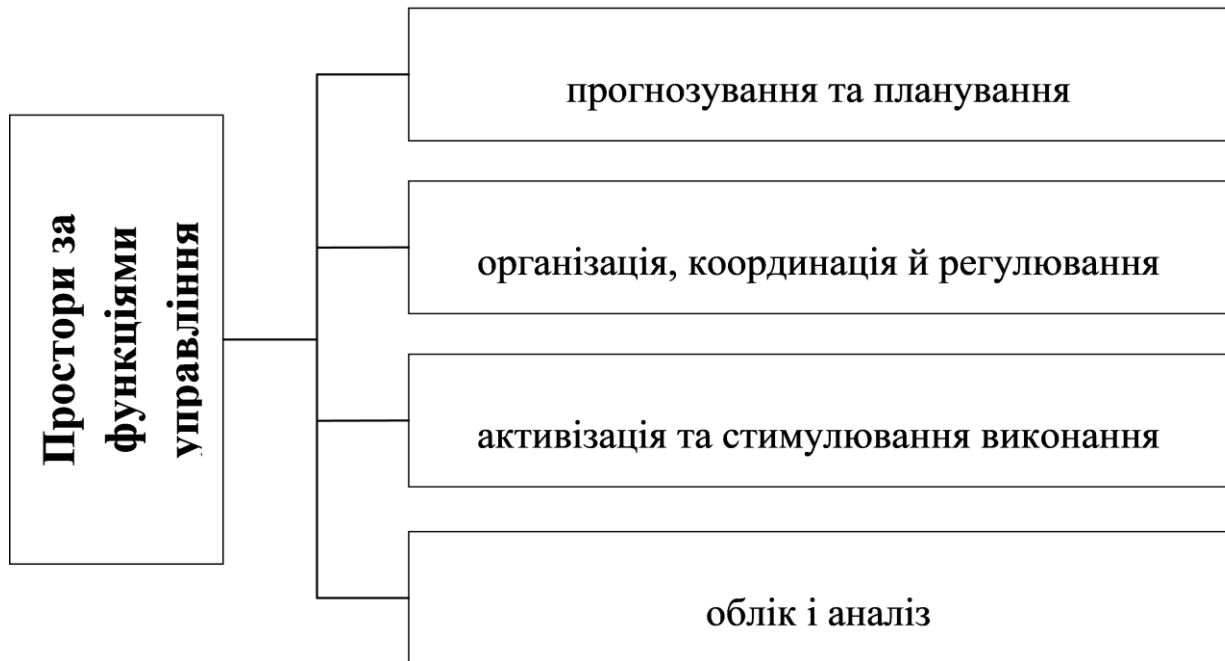 Простори за
функціями
управління
прогнозування та планування
організація, координація й регулювання
активізація та стимулювання виконання
облік і аналіз